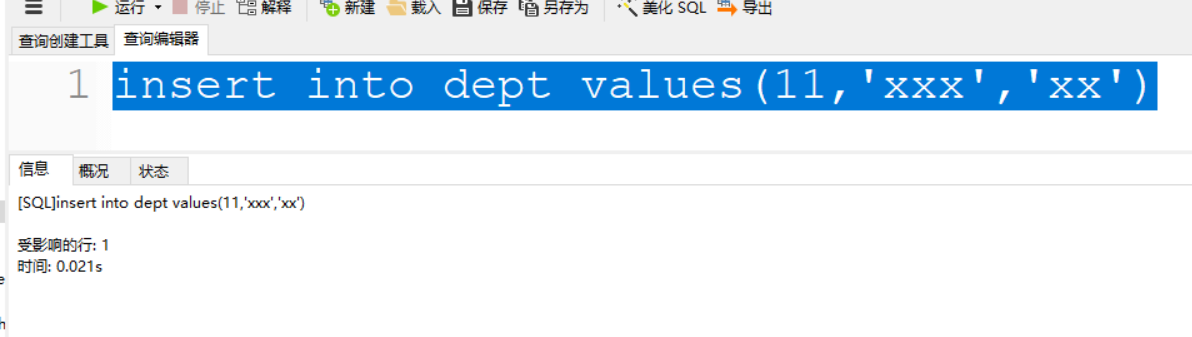 运行 停止 解释 新建 载入 保存 另存为 美化 SQL 导出
查询创建工具 查询编辑器
1 insert into dept values(11,'xxx','xx')
信息 概况 状态
[SQL]insert into dept values(11,'xxx','xx')
受影响的行: 1
时间: 0.021s
e
h